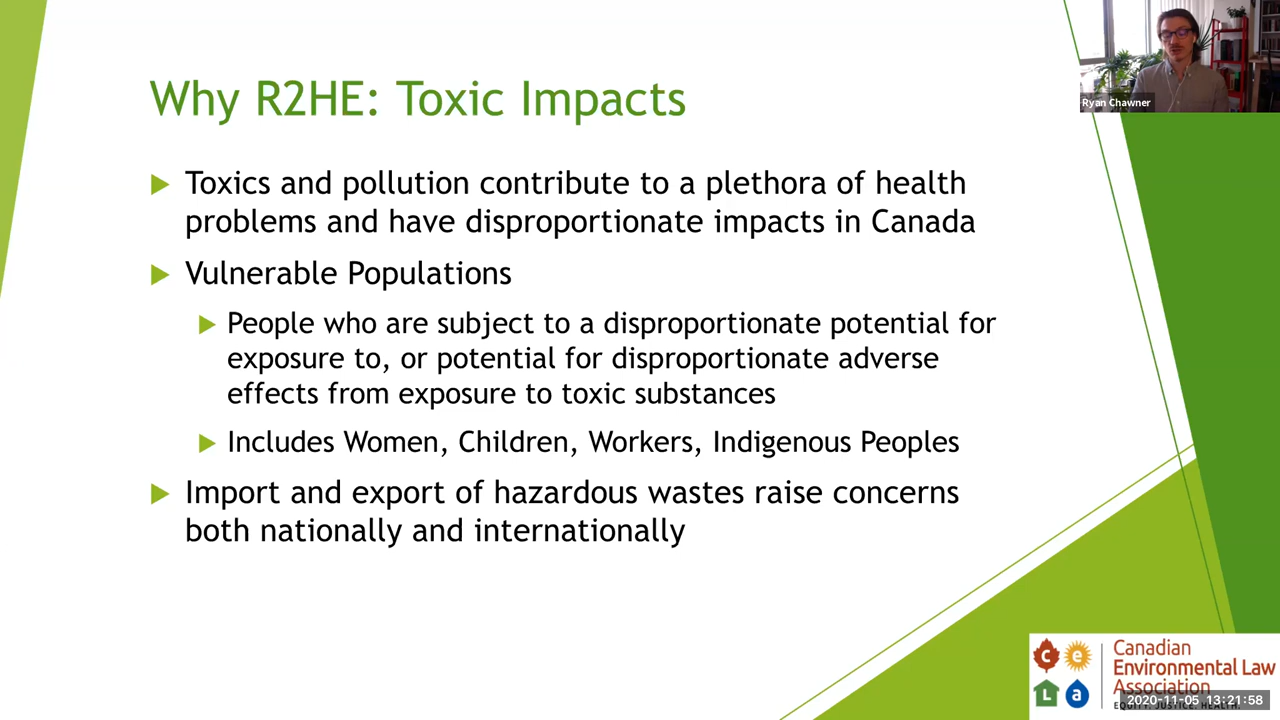 Why R2HE: Toxic Impacts
Ryan Chawner
Toxics and pollution contribute to a plethora of health
problems and have disproportionate impacts in Canada
Vulnerable Populations
People who are subject to a disproportionate potential for
exposure to, or potential for disproportionate adverse
effects from exposure to toxic substances
Includes Women, Children, Workers, Indigenous Peoples
Import and export of hazardous wastes raise concerns
both nationally and internationally
c e
L a
Canadian
Environmental Law
Association
EQUITY. JUSTICE. HEALTH.
2020-11-05 13:21:58